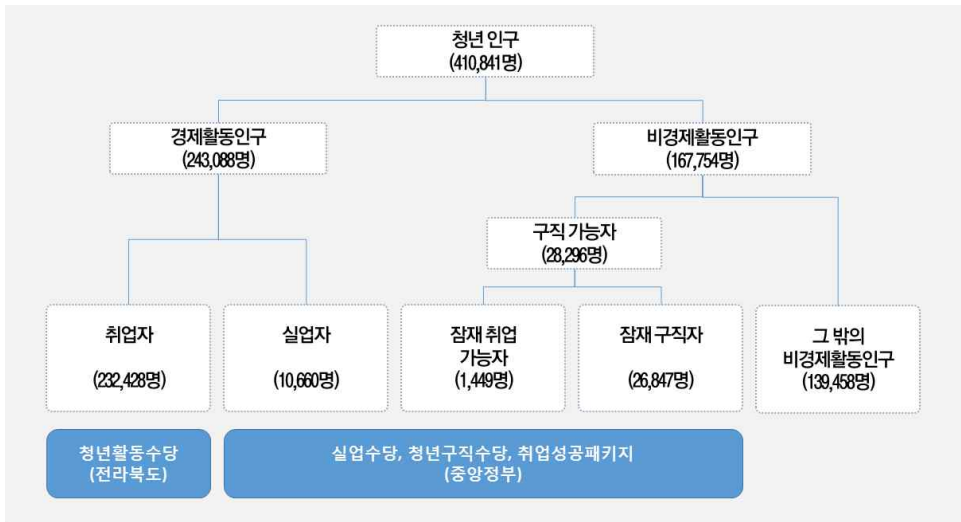 청년 인구
(410,841명)
경제활동인구
(243,088명)
비경제활동인구
(167,754명)
구직 가능자
(28,296명)
취업자
(232,428명)
실업자
(10,660명)
잠재 취업
가능자
(1,449명)
잠재 구직자
(26,847명)
그 밖의
비경제활동인구
(139,458명)
청년활동수당
(전라북도)
실업수당, 청년구직수당, 취업성공패키지
(중앙정부)